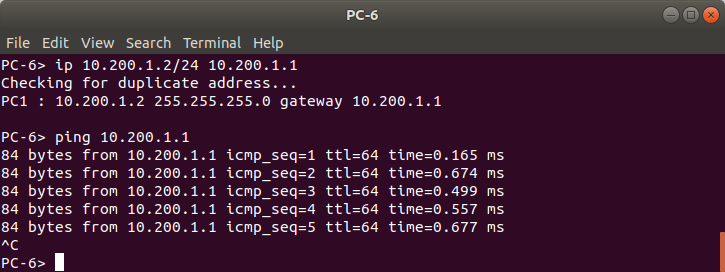 PC-6
File Edit View Search Terminal Help
PC-6> ip 10.200.1.2/24 10.200.1.1
Checking for duplicate address...
PC1 : 10.200.1.2 255.255.255.0 gateway 10.200.1.1
PC-6> ping 10.200.1.1
84 bytes from 10.200.1.1 icmp_seq=1 ttl=64 time=0.165 ms
84 bytes from 10.200.1.1 icmp_seq=2 ttl=64 time=0.674 ms
84 bytes from 10.200.1.1 icmp_seq=3 ttl=64 time=0.499 ms
84 bytes from 10.200.1.1 icmp_seq=4 ttl=64 time=0.557 ms
84 bytes from 10.200.1.1 icmp_seq=5 ttl=64 time=0.677 ms
^C
PC-6>